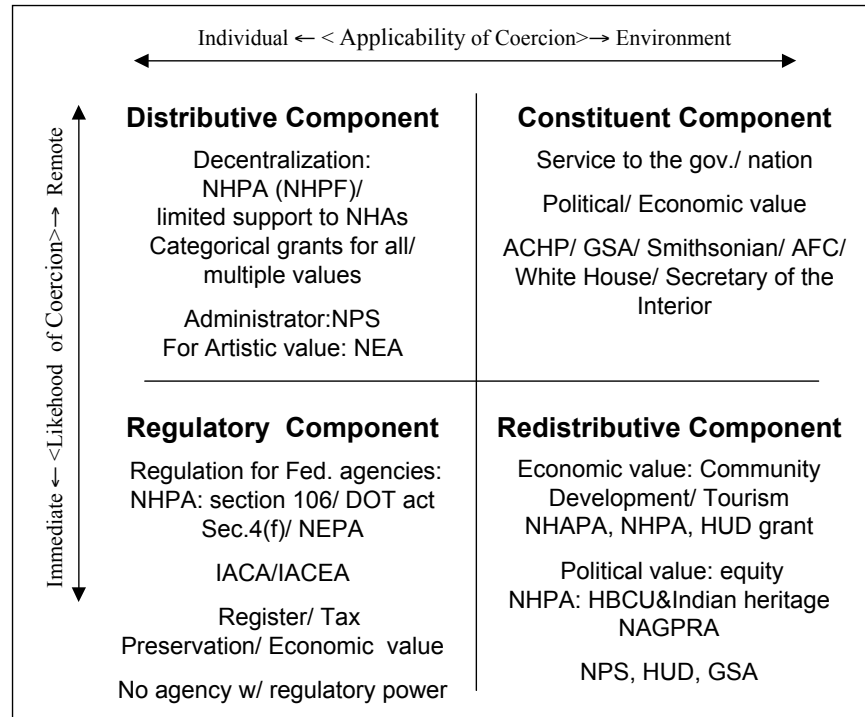 Individual ← < Applicability of Coercion>→ Environment
Immediate ← <Likehood of Coercion>→ Remote
Distributive Component
Decentralization:
NHPA (NHPF)/
limited support to NHAs
Categorical grants for all/
multiple values
Administrator:NPS
For Artistic value: NEA
Constituent Component
Service to the gov./ nation
Political/ Economic value
ACHP/ GSA/ Smithsonian/ AFC/
White House/ Secretary of the
Interior
Regulatory Component
Regulation for Fed. agencies:
NHPA: section 106/ DOT act
Sec.4(f)/ NEPA
IACA/IACEA
Register/ Tax
Preservation/ Economic value
No agency w/ regulatory power
Redistributive Component
Economic value: Community
Development/ Tourism
NHAPA, NHPA, HUD grant
Political value: equity
NHPA: HBCU&Indian heritage
NAGPRA
NPS, HUD, GSA